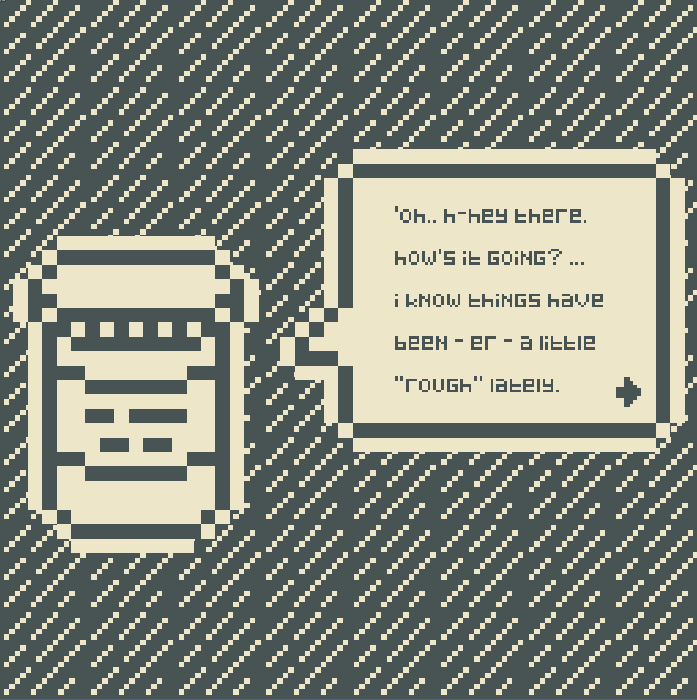 'Oh.. h-hey there.
how's it GOiNG? ...
i kNOW thiNGS have
beeN - er - a little
"rOUGh" lately.